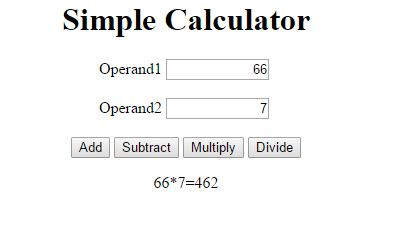 Simple Calculator
Operand1 66
Operand2 7
Add Subtract Multiply Divide
66*7=462